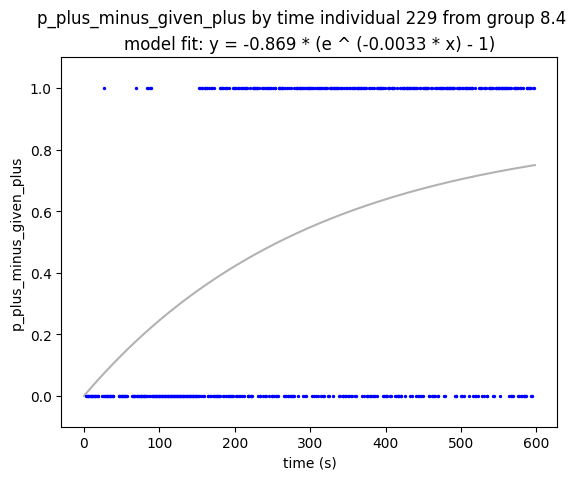 p_plus_minus_given_plus by time individual 229 from group 8.4
model fit: y = -0.869 * (e ^ (-0.0033 * x) - 1)
p_plus_minus_given_plus
1.0
0.8
0.6
0.4
0.2
0.0
0 100 200 300 400 500 600
time (s)